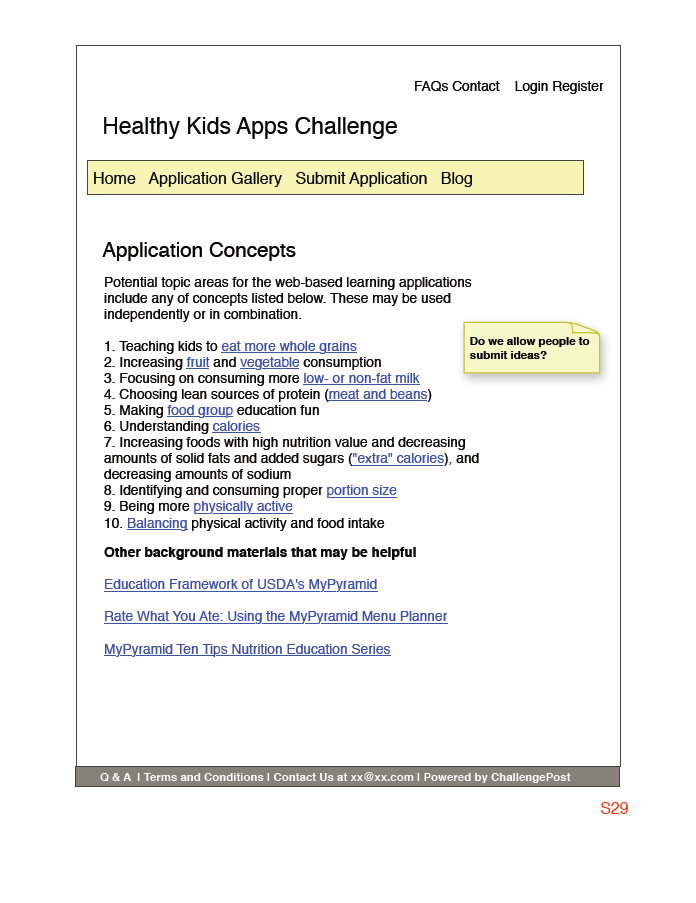 FAQs Contact Login Register
Healthy Kids Apps Challenge
Home Application Gallery Submit Application Blog
Application Concepts
Potential topic areas for the web-based learning applications
include any of concepts listed below. These may be used
independently or in combination.
Do we allow people to
submit ideas?
1. Teaching kids to eat more whole grains
2. Increasing fruit and vegetable consumption
3. Focusing on consuming more low- or non-fat milk
4. Choosing lean sources of protein (meat and beans)
5. Making food group education fun
6. Understanding calories
7. Increasing foods with high nutrition value and decreasing
amounts of solid fats and added sugars ("extra" calories), and
decreasing amounts of sodium
8. Identifying and consuming proper portion size
9. Being more physically active
10. Balancing physical activity and food intake
Other background materials that may be helpful
Education Framework of USDA's MyPyramid
Rate What You Ate: Using the MyPyramid Menu Planner
MyPyramid Ten Tips Nutrition Education Series
Q & A | Terms and Conditions | Contact Us at xx@xx.com | Powered by ChallengePost
S29